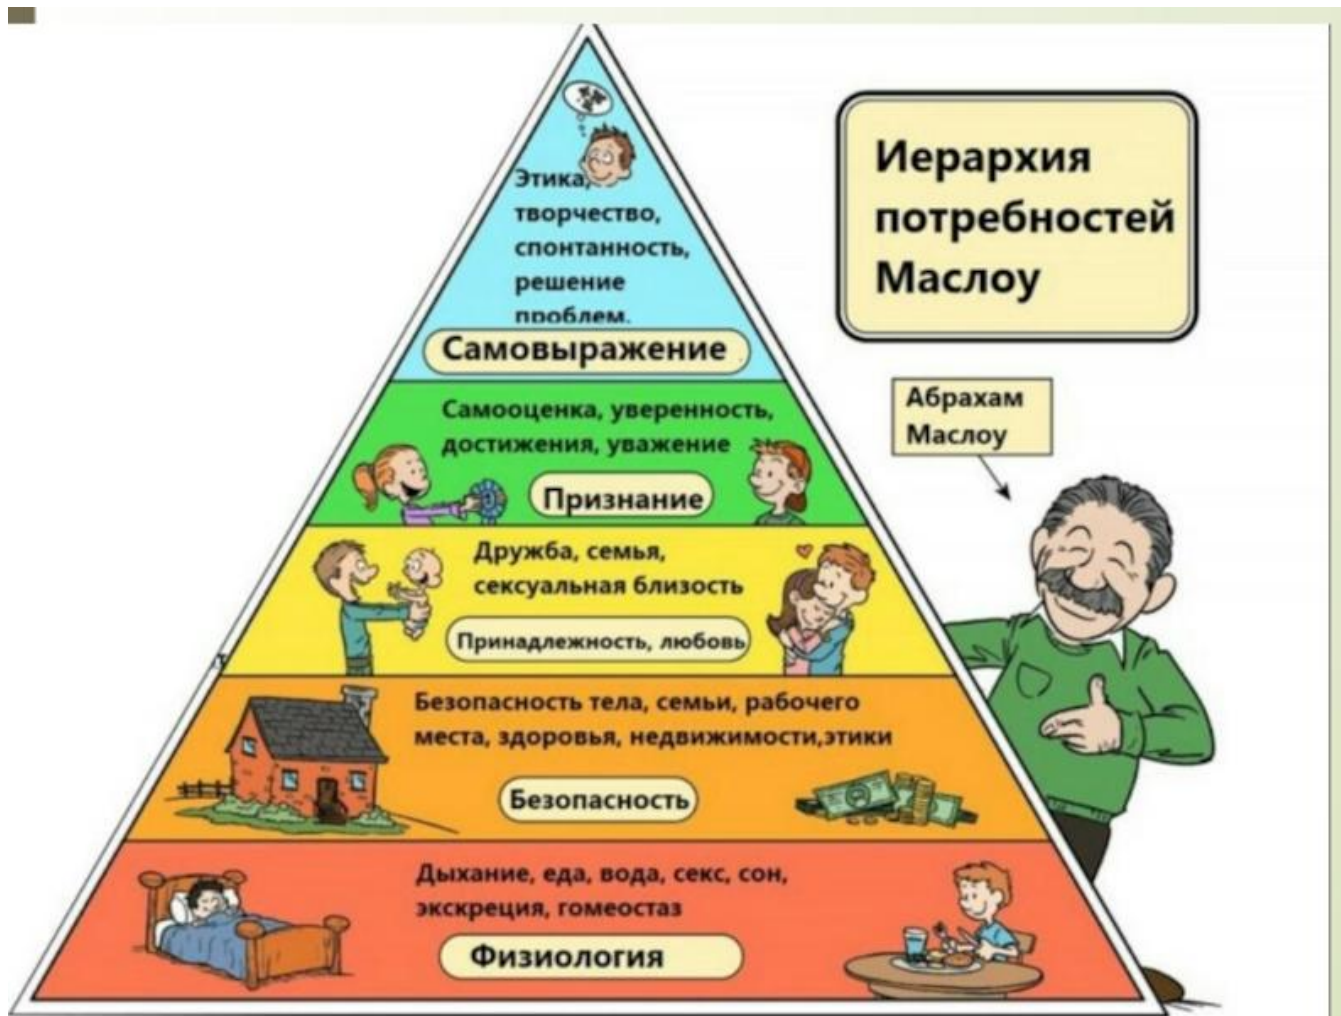 Иерархия
потребностей
Маслоу
Абрахам
Маслоу
Этика,
творчество,
спонтанность,
решение
проблем.
Самовыражение
Самооценка, уверенность,
достижения, уважение
Признание
Дружба, семья,
сексуальная близость
Принадлежность, любовь
Безопасность тела, семьи, рабочего
места, здоровья, недвижимости,этики
Безопасность
Дыхание, еда, вода, секс, сон,
экскреция, гомеостаз
Физиология